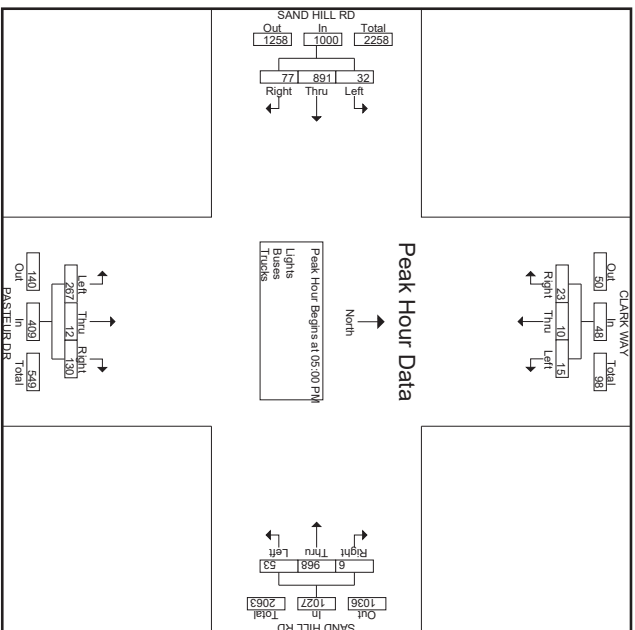 SAND HILL RD
Out In Total
1258 1000 2258
77 891 32
Right Thru Left
CLARK WAY
Out In Total
50 48 98
23 10 15
Right Thru Left
Peak Hour Data
North
Peak Hour Begins at 05:00 PM
Lights
Buses
Trucks
Left Thru Right
267 12 130
140 409 549
Out In Total
PASTEUR DR
Left Thru Right
53 968 6
2063 1027 1036
Total In Out
SAND HILL RD